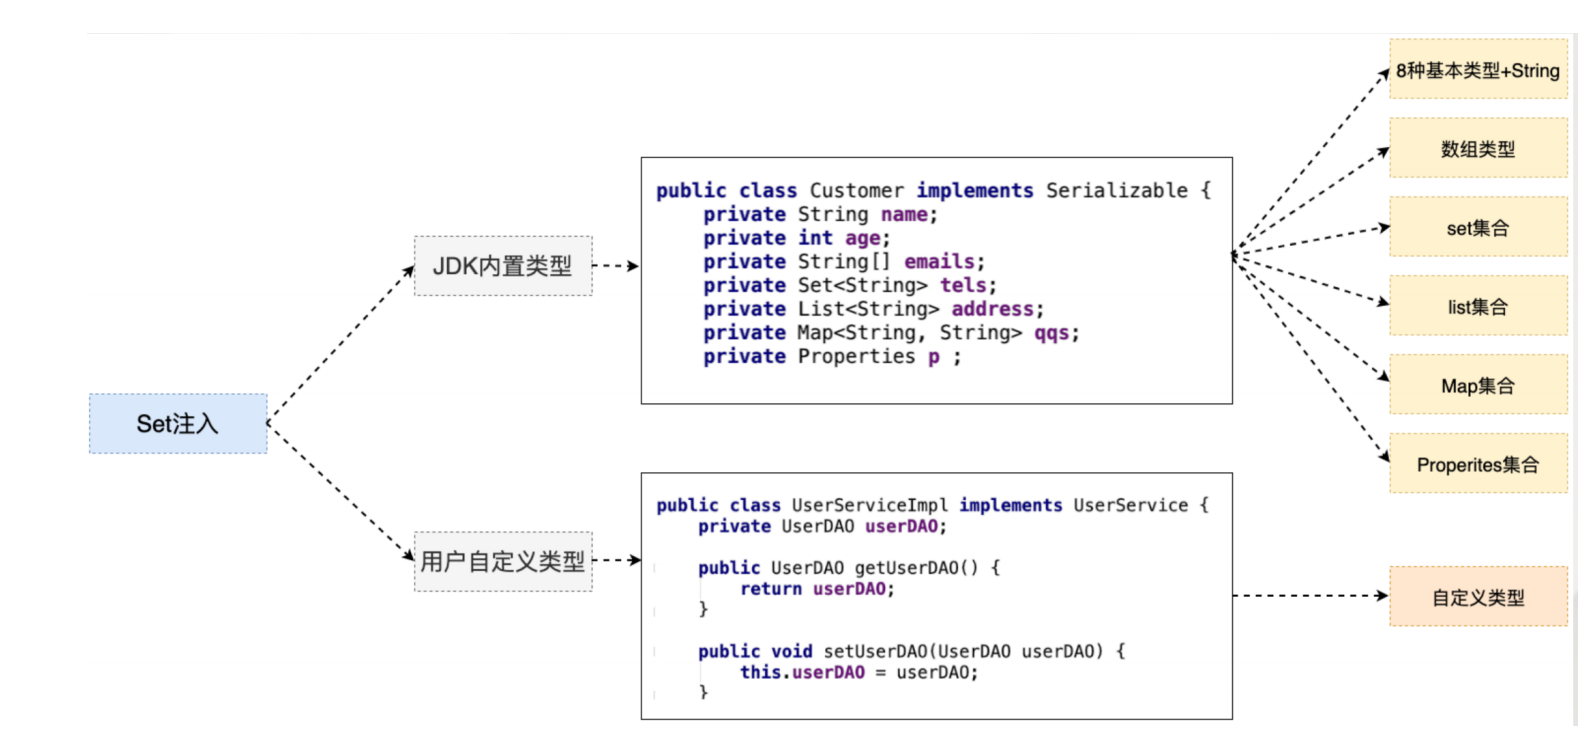 Set注入
JDK内置类型
public class Customer implements Serializable {
private String name;
private int age;
private String[] emails;
private Set<String> tels;
private List<String> address;
private Map<String, String> qqs;
private Properties p ;
8种基本类型+String
数组类型
set集合
list集合
Map集合
Properites集合
用户自定义类型
public class UserServiceImpl implements UserService {
private UserDAO userDAO;
public UserDAO getUserDAO() {
return userDAO;
}
public void setUserDAO(UserDAO userDAO) {
this.userDAO = userDAO;
}
自定义类型